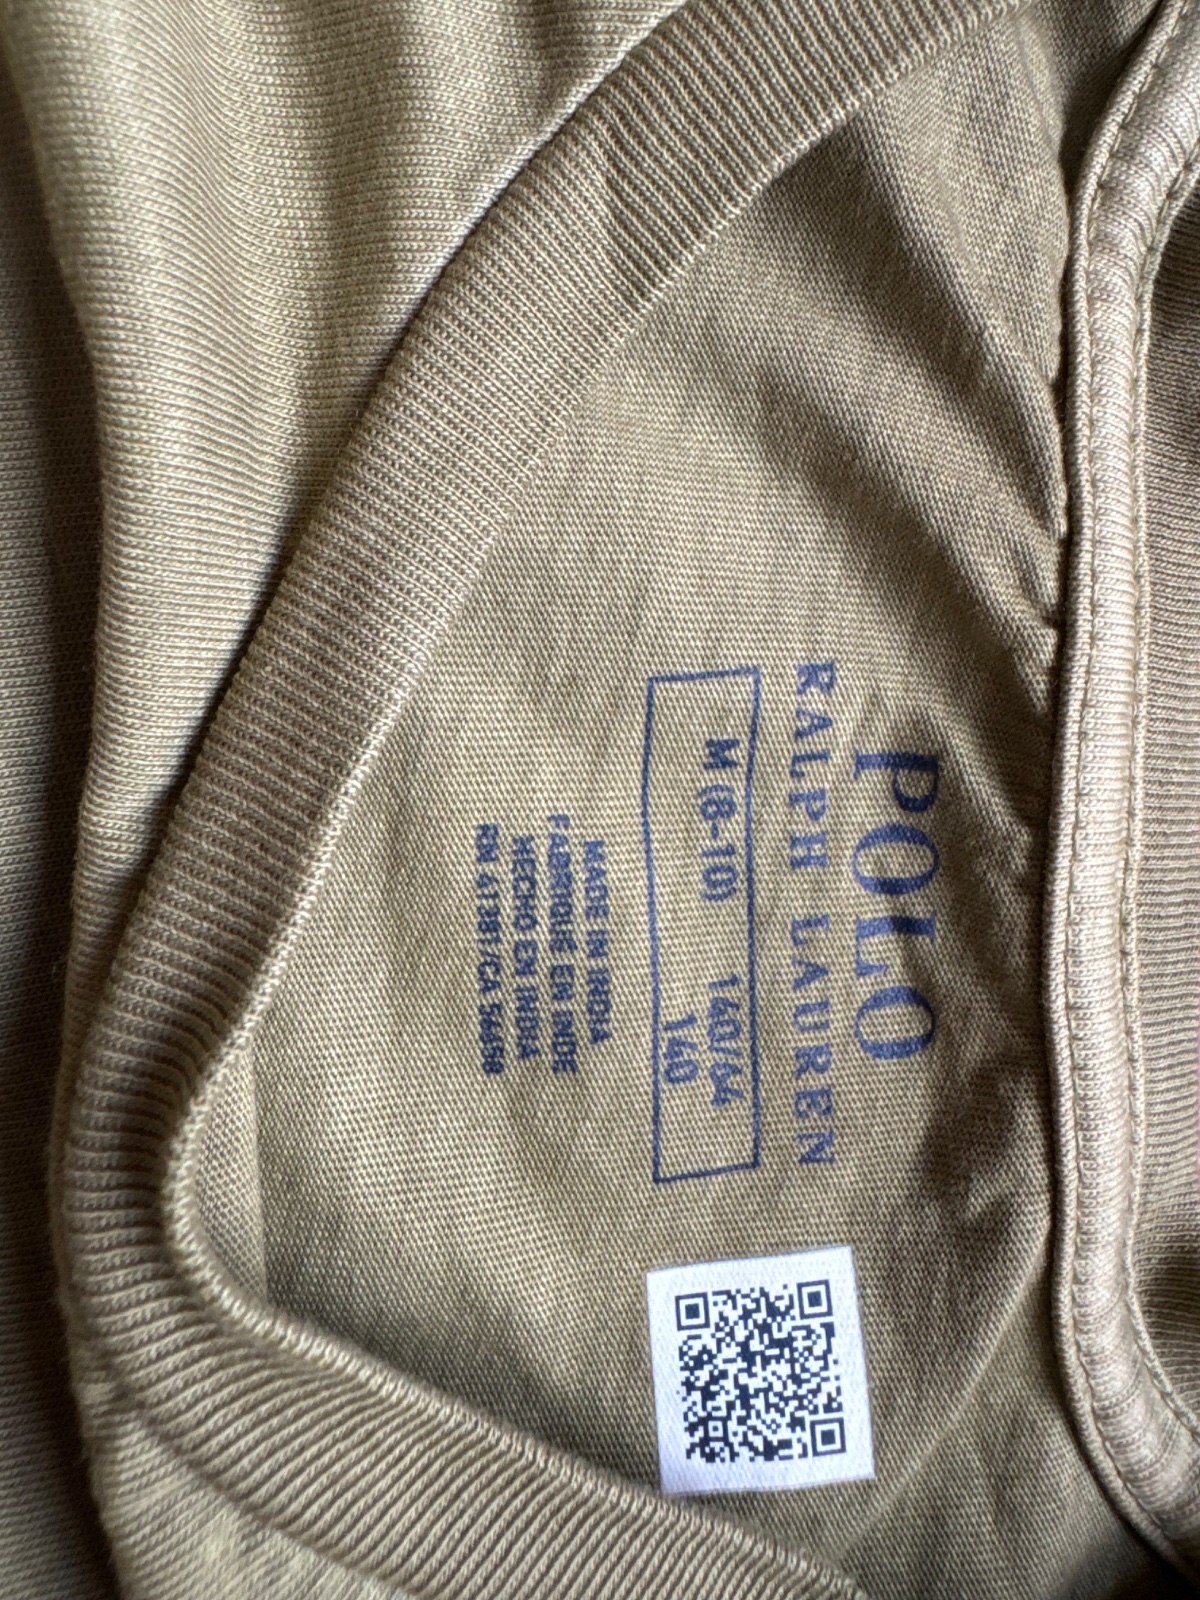 POLO
RALPH LAUREN
M (8-10) 140/64
140
MADE IN INDIA
FABRIQUÉ EN INDE
HECHO EN INDIA
RN 41381/CA 56658